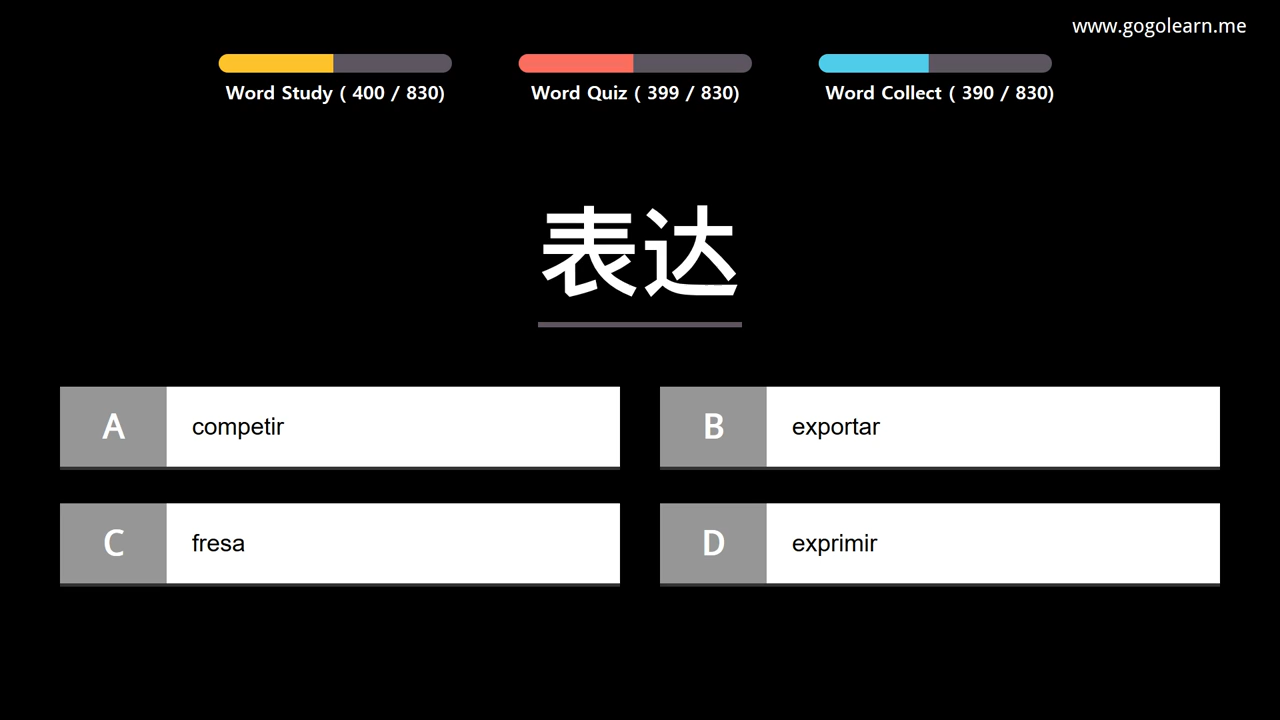 www.gogolearn.me
Word Study ( 400 / 830)
Word Quiz ( 399 / 830)
Word Collect ( 390 / 830)
表达
A competir
B exportar
C fresa
D exprimir